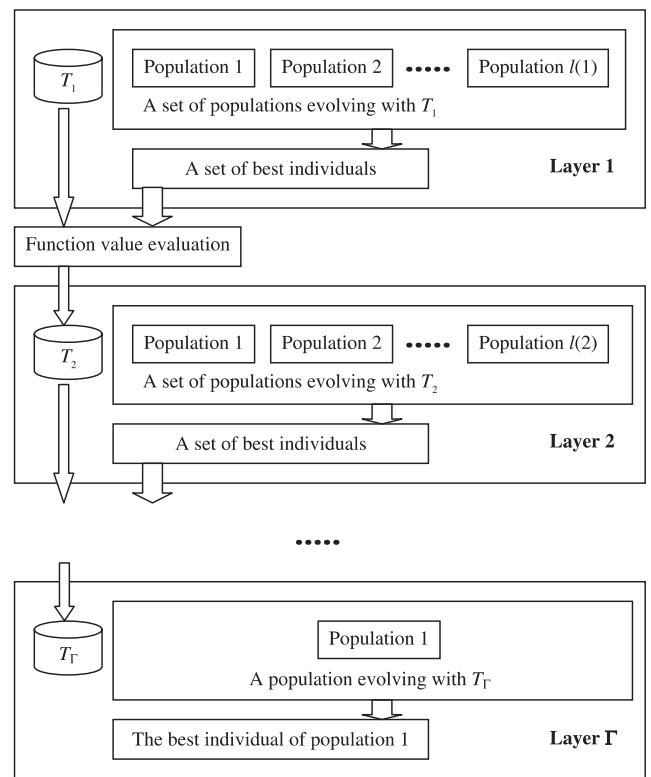 T₁
Population 1 Population 2 ..... Population l(1)
A set of populations evolving with T₁
A set of best individuals
Layer 1
Function value evaluation
T₂
Population 1 Population 2 ..... Population l(2)
A set of populations evolving with T₂
A set of best individuals
Layer 2
.....
T_Γ
Population 1
A population evolving with T_Γ
The best individual of population 1
Layer Γ